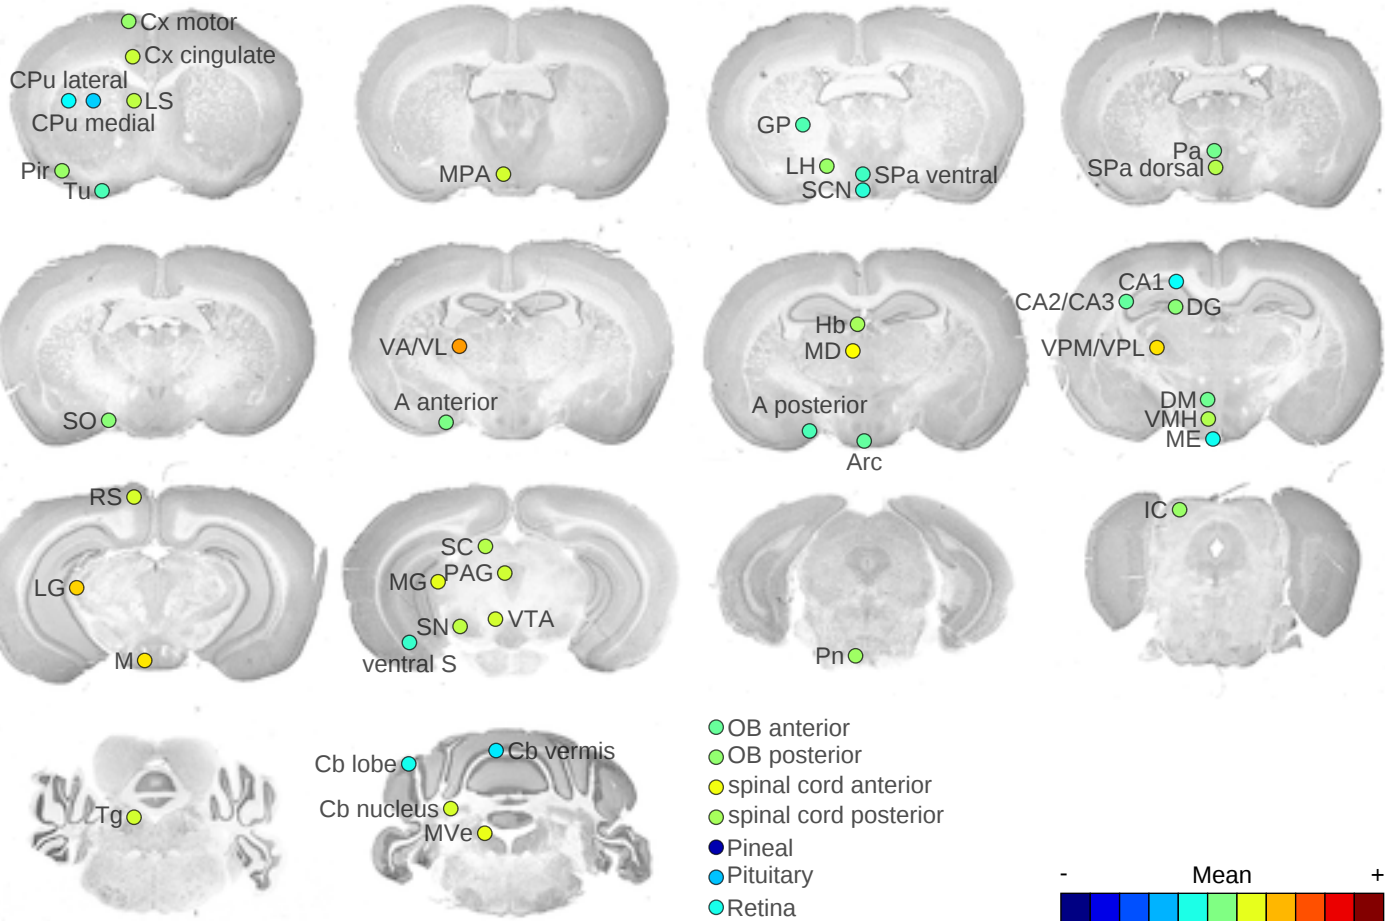 Cx motor
Cx cingulate
CPu lateral
LS
CPu medial
Pir
Tu
MPA
GP
LH
SPa ventral
SCN
Pa
SPa dorsal
SO
VA/VL
A anterior
Hb
MD
A posterior
Arc
CA1
CA2/CA3
DG
VPM/VPL
DM
VMH
ME
RS
LG
M
SC
MG
PAG
SN
VTA
ventral S
Pn
IC
Tg
Cb lobe
Cb vermis
Cb nucleus
MVe
OB anterior
OB posterior
spinal cord anterior
spinal cord posterior
Pineal
Pituitary
Retina
- Mean +